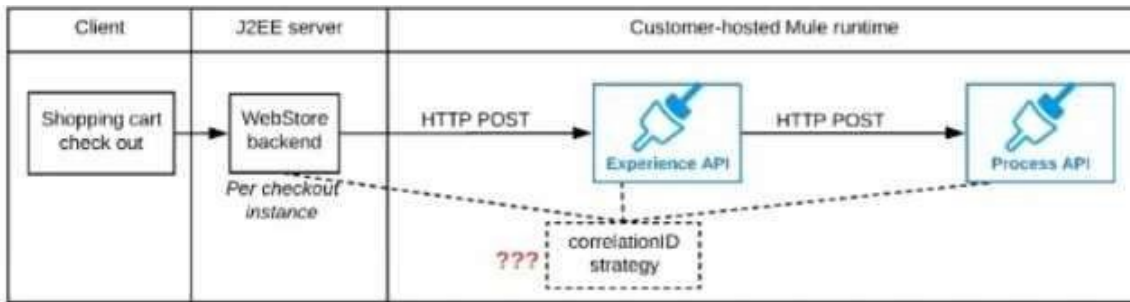 Client
J2EE server
Customer-hosted Mule runtime
Shopping cart
check out
WebStore
backend
HTTP POST
Experience API
HTTP POST
Process API
Per checkout
instance
???
correlationID
strategy